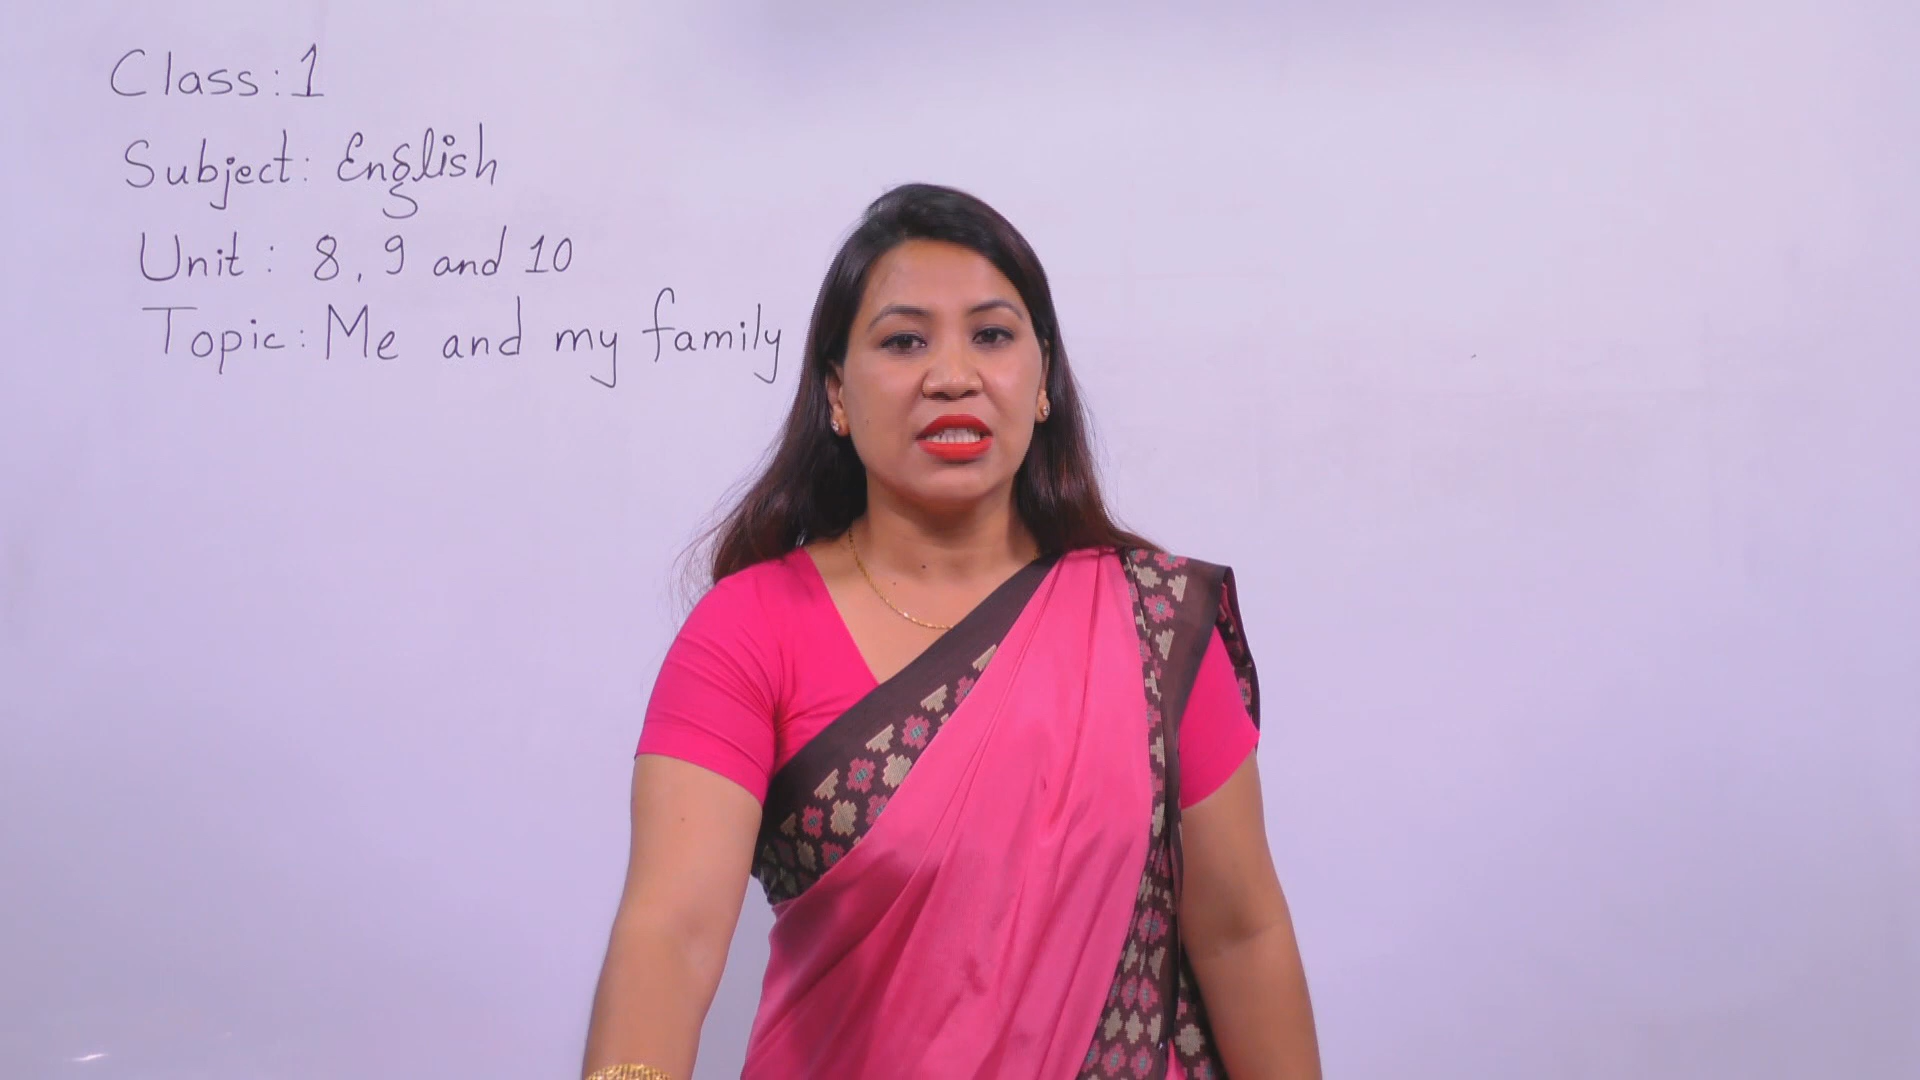 Class: 1
Subject: English
Unit: 8, 9 and 10
Topic: Me and my family